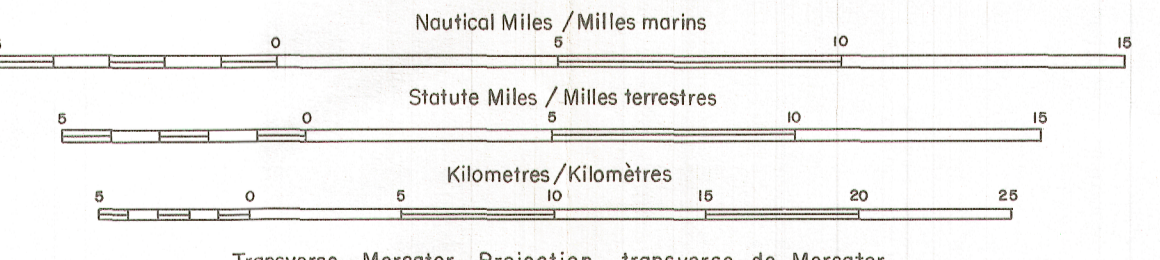 Nautical Miles / Milles marins
5 0 5 10 15
Statute Miles / Milles terrestres
5 0 5 10 15
Kilometres / Kilomètres
5 0 5 10 15 20 25
Transverse Mercator Projection transverse de Mercator